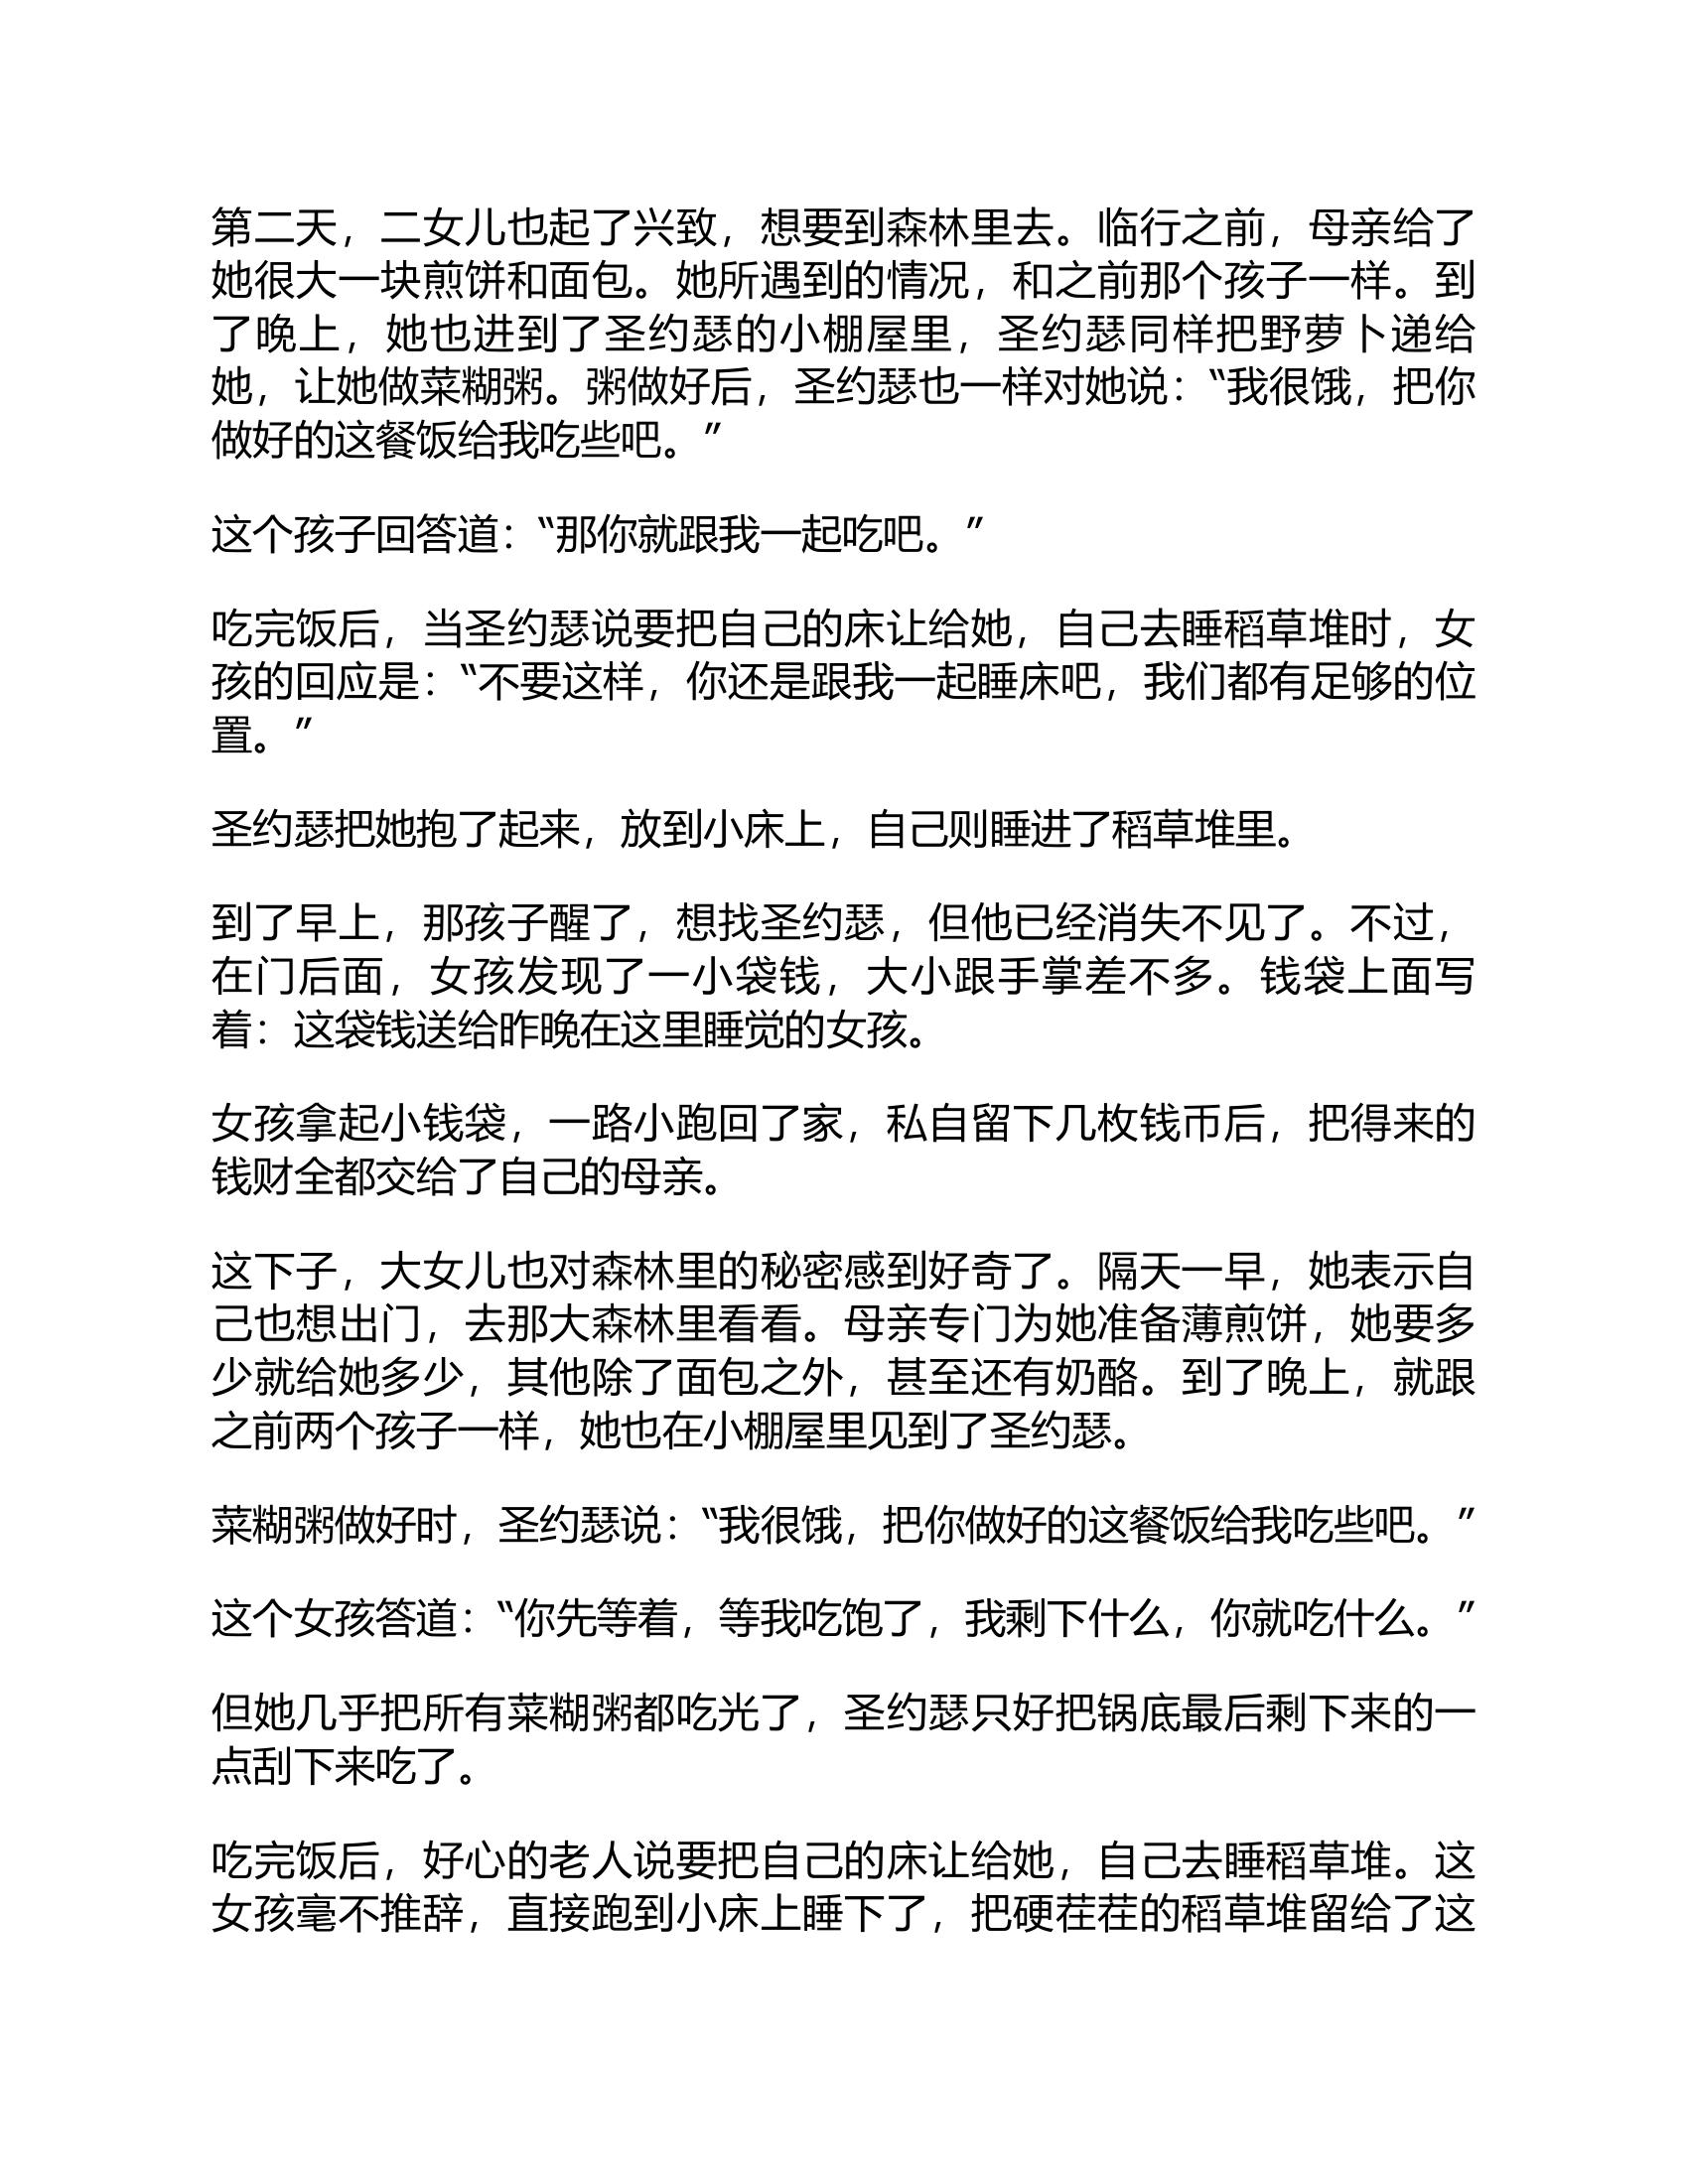 第二天，二女儿也起了兴致，想要到森林里去。临行之前，母亲给了
她很大一块煎饼和面包。她所遇到的情况，和之前那个孩子一样。到
了晚上，她也进到了圣约瑟的小棚屋里，圣约瑟同样把野萝卜递给
她，让她做菜糊粥。粥做好后，圣约瑟也一样对她说：“我很饿，把你
做好的这餐饭给我吃些吧。”
这个孩子回答道：“那你就跟我一起吃吧。”
吃完饭后，当圣约瑟说要把自己的床让给她，自己去睡稻草堆时，女
孩的回应是：“不要这样，你还是跟我一起睡床吧，我们都有足够的位
置。”
圣约瑟把她抱了起来，放到小床上，自己则睡进了稻草堆里。
到了早上，那孩子醒了，想找圣约瑟，但他已经消失不见了。不过，
在门后面，女孩发现了一小袋钱，大小跟手掌差不多。钱袋上面写
着：这袋钱送给昨晚在这里睡觉的女孩。
女孩拿起小钱袋，一路小跑回了家，私自留下几枚钱币后，把得来的
钱财全都交给了自己的母亲。
这下子，大女儿也对森林里的秘密感到好奇了。隔天一早，她表示自
己也想出门，去那大森林里看看。母亲专门为她准备薄煎饼，她要多
少就给她多少，其他除了面包之外，甚至还有奶酪。到了晚上，就跟
之前两个孩子一样，她也在小棚屋里见到了圣约瑟。
菜糊粥做好时，圣约瑟说：“我很饿，把你做好的这餐饭给我吃些吧。”
这个女孩答道：“你先等着，等我吃饱了，我剩下什么，你就吃什么。”
但她几乎把所有菜糊粥都吃光了，圣约瑟只好把锅底最后剩下来的一
点刮下来吃了。
吃完饭后，好心的老人说要把自己的床让给她，自己去睡稻草堆。这
女孩毫不推辞，直接跑到小床上睡下了，把硬茬茬的稻草堆留给了这